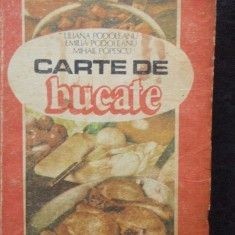 LILIANA PODOLEANU
EMILIA PODOLEANU
MIHAIL POPESCU
CARTE DE
bucate